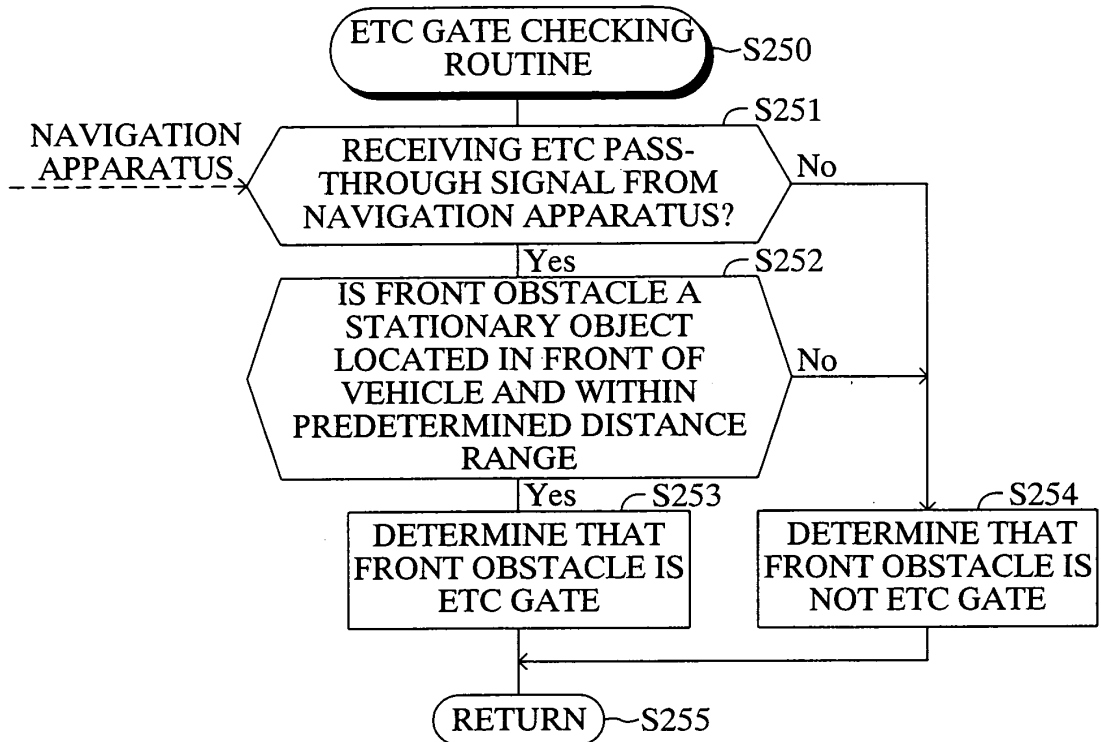 ETC GATE CHECKING
ROUTINE
S250
S251
NAVIGATION
APPARATUS
RECEIVING ETC PASS-
THROUGH SIGNAL FROM
NAVIGATION APPARATUS?
No
Yes
S252
IS FRONT OBSTACLE A
STATIONARY OBJECT
LOCATED IN FRONT OF
VEHICLE AND WITHIN
PREDETERMINED DISTANCE
RANGE
No
Yes
S253
DETERMINE THAT
FRONT OBSTACLE IS
ETC GATE
S254
DETERMINE THAT
FRONT OBSTACLE IS
NOT ETC GATE
RETURN
S255